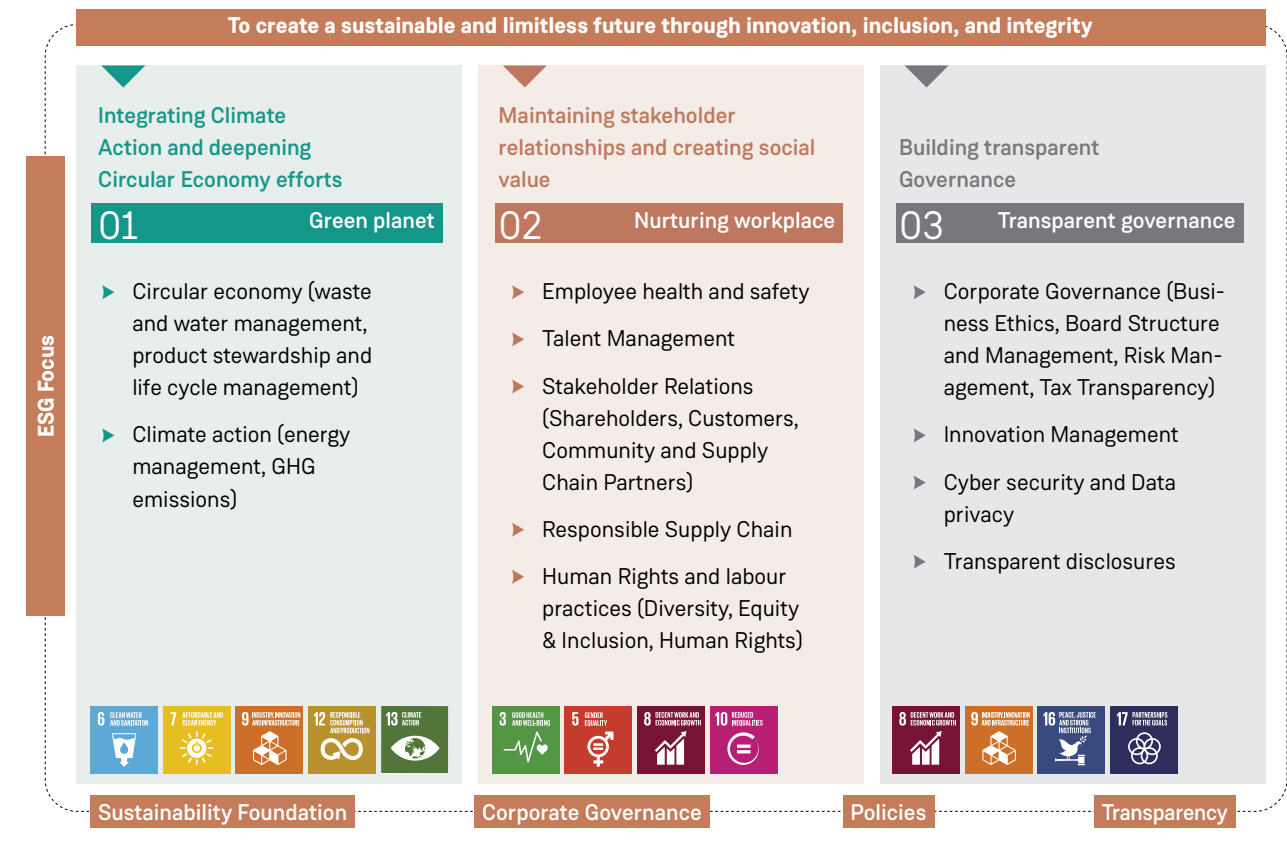 To create a sustainable and limitless future through innovation, inclusion, and integrity
ESG Focus
Integrating Climate
Action and deepening
Circular Economy efforts
01 Green planet
Circular economy (waste
and water management,
product stewardship and
life cycle management)
Climate action (energy
management, GHG
emissions)
6 CLEAN WATER
AND SANITATION
7 AFFORDABLE AND
CLEAN ENERGY
9 INDUSTRY, INNOVATION
AND INFRASTRUCTURE
12 RESPONSIBLE
CONSUMPTION
AND PRODUCTION
13 CLIMATE
ACTION
Maintaining stakeholder
relationships and creating social
value
02 Nurturing workplace
Employee health and safety
Talent Management
Stakeholder Relations
(Shareholders, Customers,
Community and Supply
Chain Partners)
Responsible Supply Chain
Human Rights and labour
practices (Diversity, Equity
& Inclusion, Human Rights)
3 GOOD HEALTH
AND WELL-BEING
5 GENDER
EQUALITY
8 DECENT WORK AND
ECONOMIC GROWTH
10 REDUCED
INEQUALITIES
Building transparent
Governance
03 Transparent governance
Corporate Governance (Busi-
ness Ethics, Board Structure
and Management, Risk Man-
agement, Tax Transparency)
Innovation Management
Cyber security and Data
privacy
Transparent disclosures
8 DECENT WORK AND
ECONOMIC GROWTH
9 INDUSTRY, INNOVATION
AND INFRASTRUCTURE
16 PEACE, JUSTICE
AND STRONG
INSTITUTIONS
17 PARTNERSHIPS
FOR THE GOALS
Sustainability Foundation
Corporate Governance
Policies
Transparency